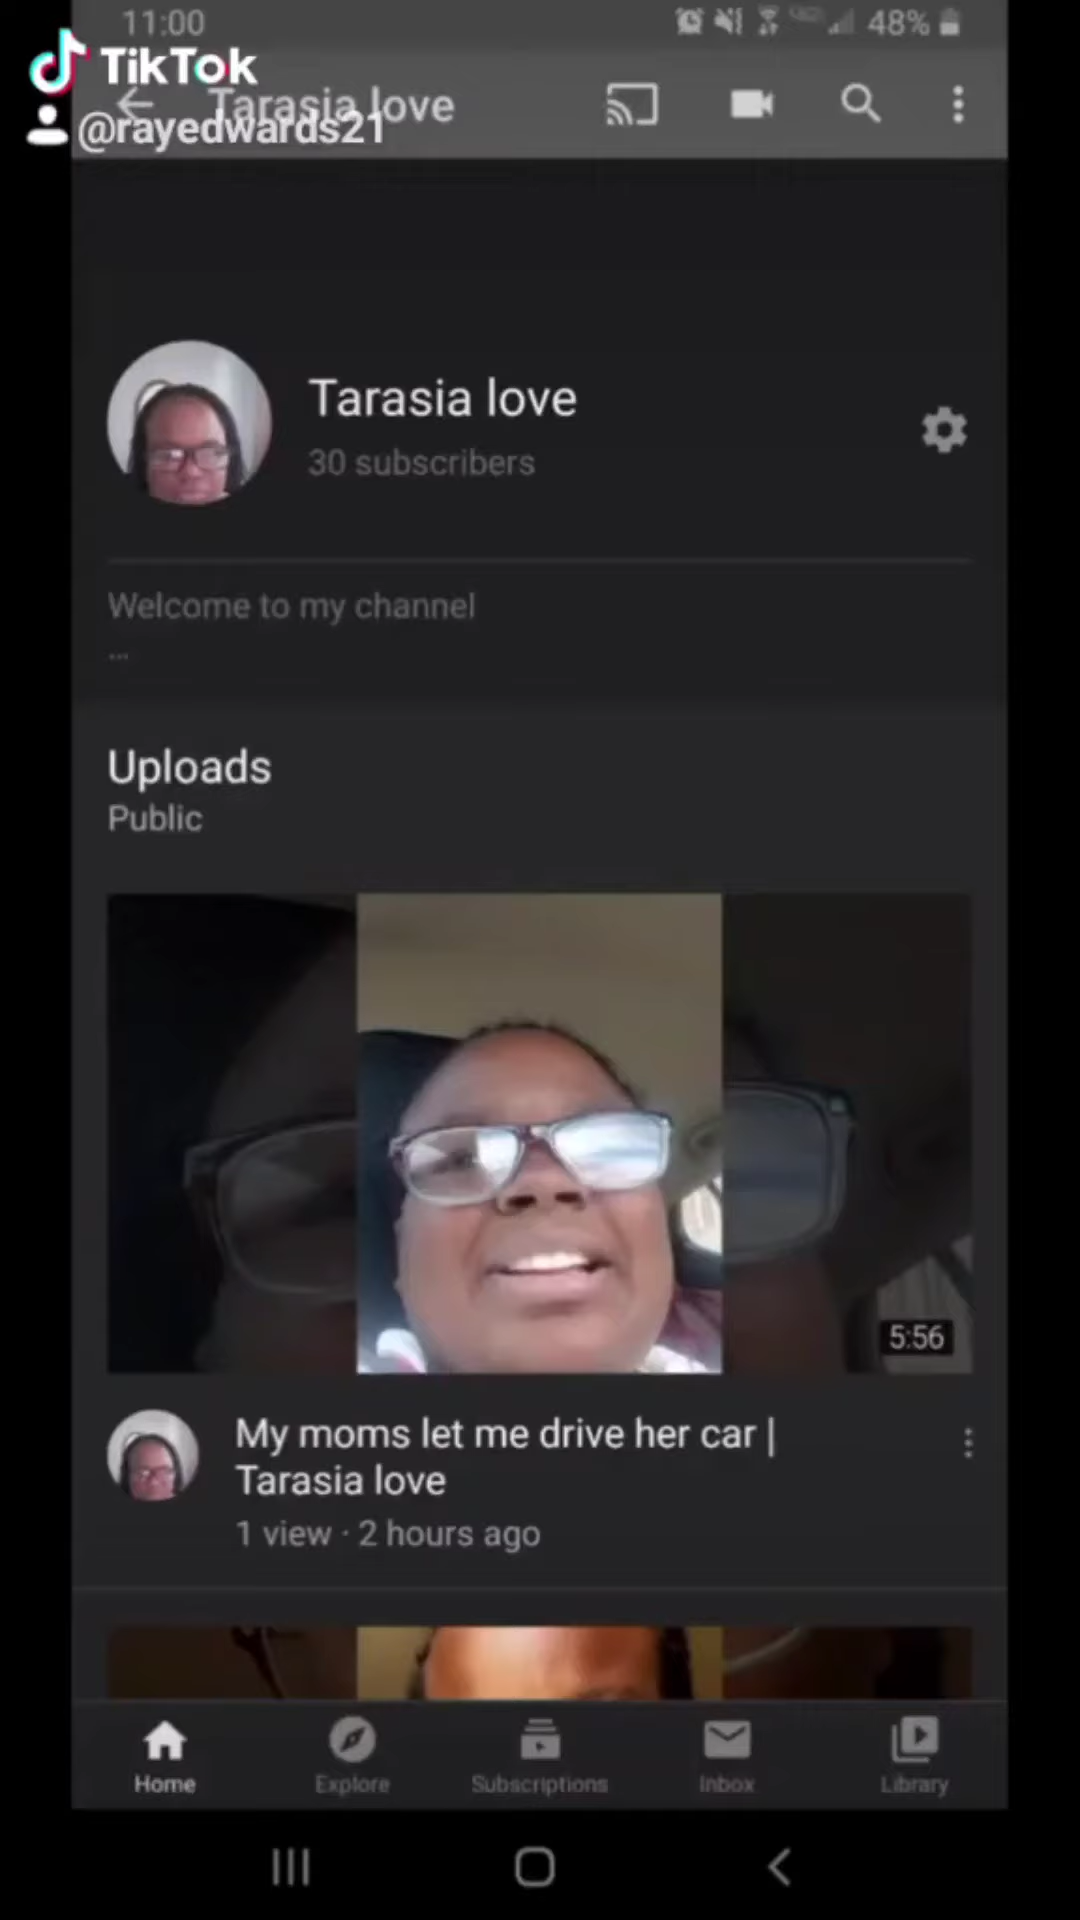 11:00
48%
TikTok
Tarasia love
@rayedwards21
Tarasia love
30 subscribers
Welcome to my channel
...
Uploads
Public
5:56
My moms let me drive her car |
Tarasia love
1 view · 2 hours ago
Home
Explore
Subscriptions
Inbox
Library